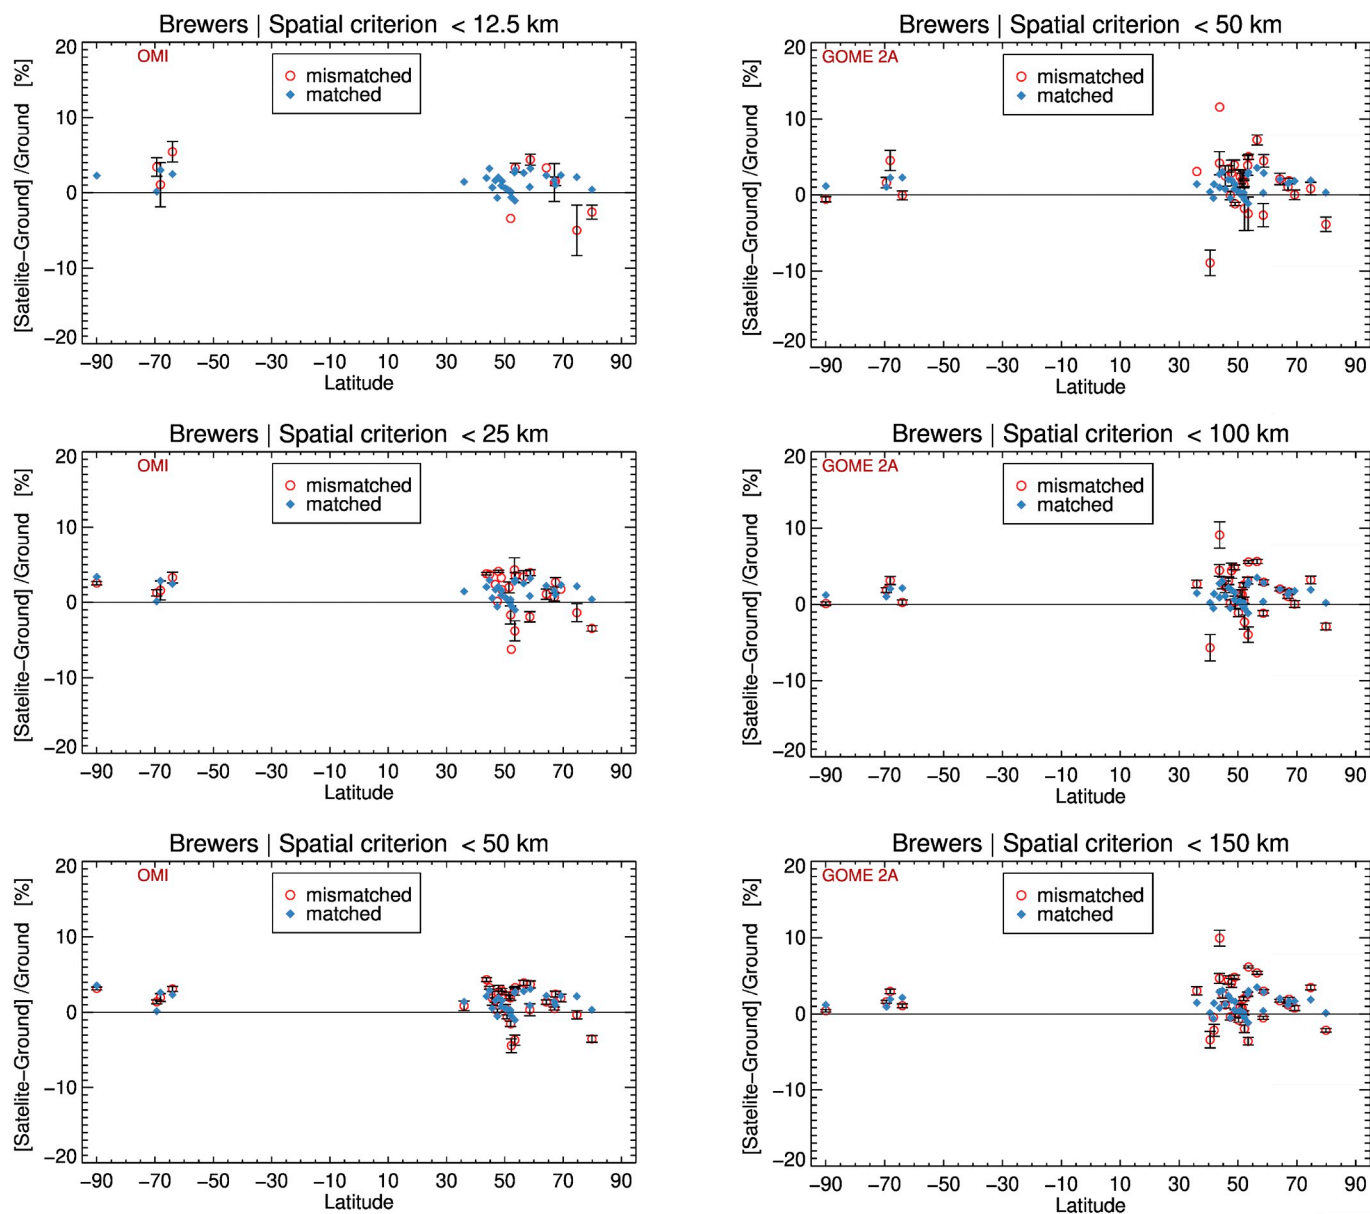 Brewers | Spatial criterion < 12.5 km
OMI
mismatched
matched
[Satelite−Ground] /Ground [%]
20
10
0
−10
−20
−90 −70 −50 −30 −10 10 30 50 70 90
Latitude
Brewers | Spatial criterion < 50 km
GOME 2A
mismatched
matched
[Satelite−Ground] /Ground [%]
20
10
0
−10
−20
−90 −70 −50 −30 −10 10 30 50 70 90
Latitude
Brewers | Spatial criterion < 25 km
OMI
mismatched
matched
[Satelite−Ground] /Ground [%]
20
10
0
−10
−20
−90 −70 −50 −30 −10 10 30 50 70 90
Latitude
Brewers | Spatial criterion < 100 km
GOME 2A
mismatched
matched
[Satelite−Ground] /Ground [%]
20
10
0
−10
−20
−90 −70 −50 −30 −10 10 30 50 70 90
Latitude
Brewers | Spatial criterion < 50 km
OMI
mismatched
matched
[Satelite−Ground] /Ground [%]
20
10
0
−10
−20
−90 −70 −50 −30 −10 10 30 50 70 90
Latitude
Brewers | Spatial criterion < 150 km
GOME 2A
mismatched
matched
[Satelite−Ground] /Ground [%]
20
10
0
−10
−20
−90 −70 −50 −30 −10 10 30 50 70 90
Latitude